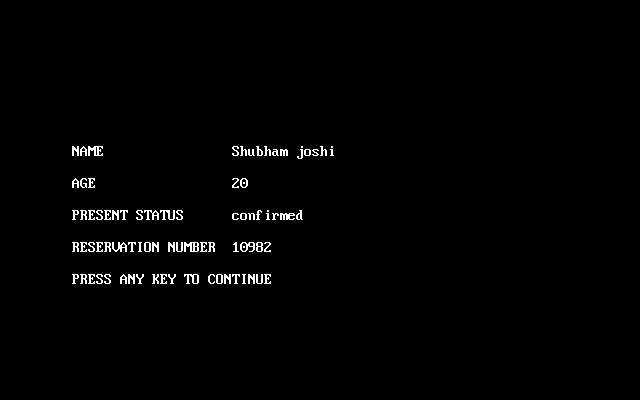 NAME Shubham joshi
AGE 20
PRESENT STATUS confirmed
RESERVATION NUMBER 10982
PRESS ANY KEY TO CONTINUE